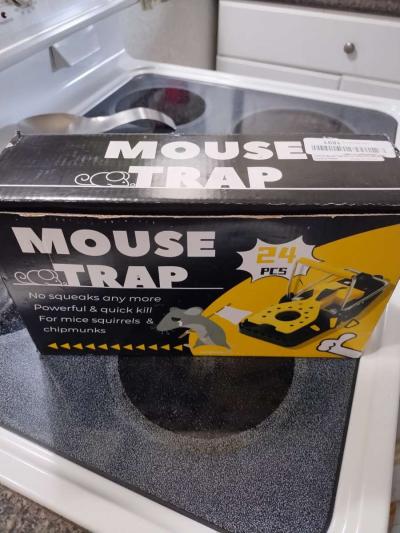 MOUSE
TRAP
MOUSE
TRAP
24
PCS
No squeaks any more
Powerful & quick kill
For mice squirrels &
chipmunks